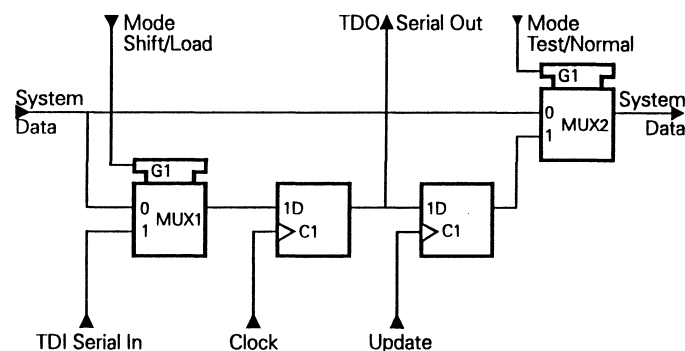 Mode
Shift/Load
TDO Serial Out
Mode
Test/Normal
G1
System
Data
0
1
MUX2
System
Data
G1
0
1
MUX1
1D
C1
1D
C1
TDI Serial In
Clock
Update